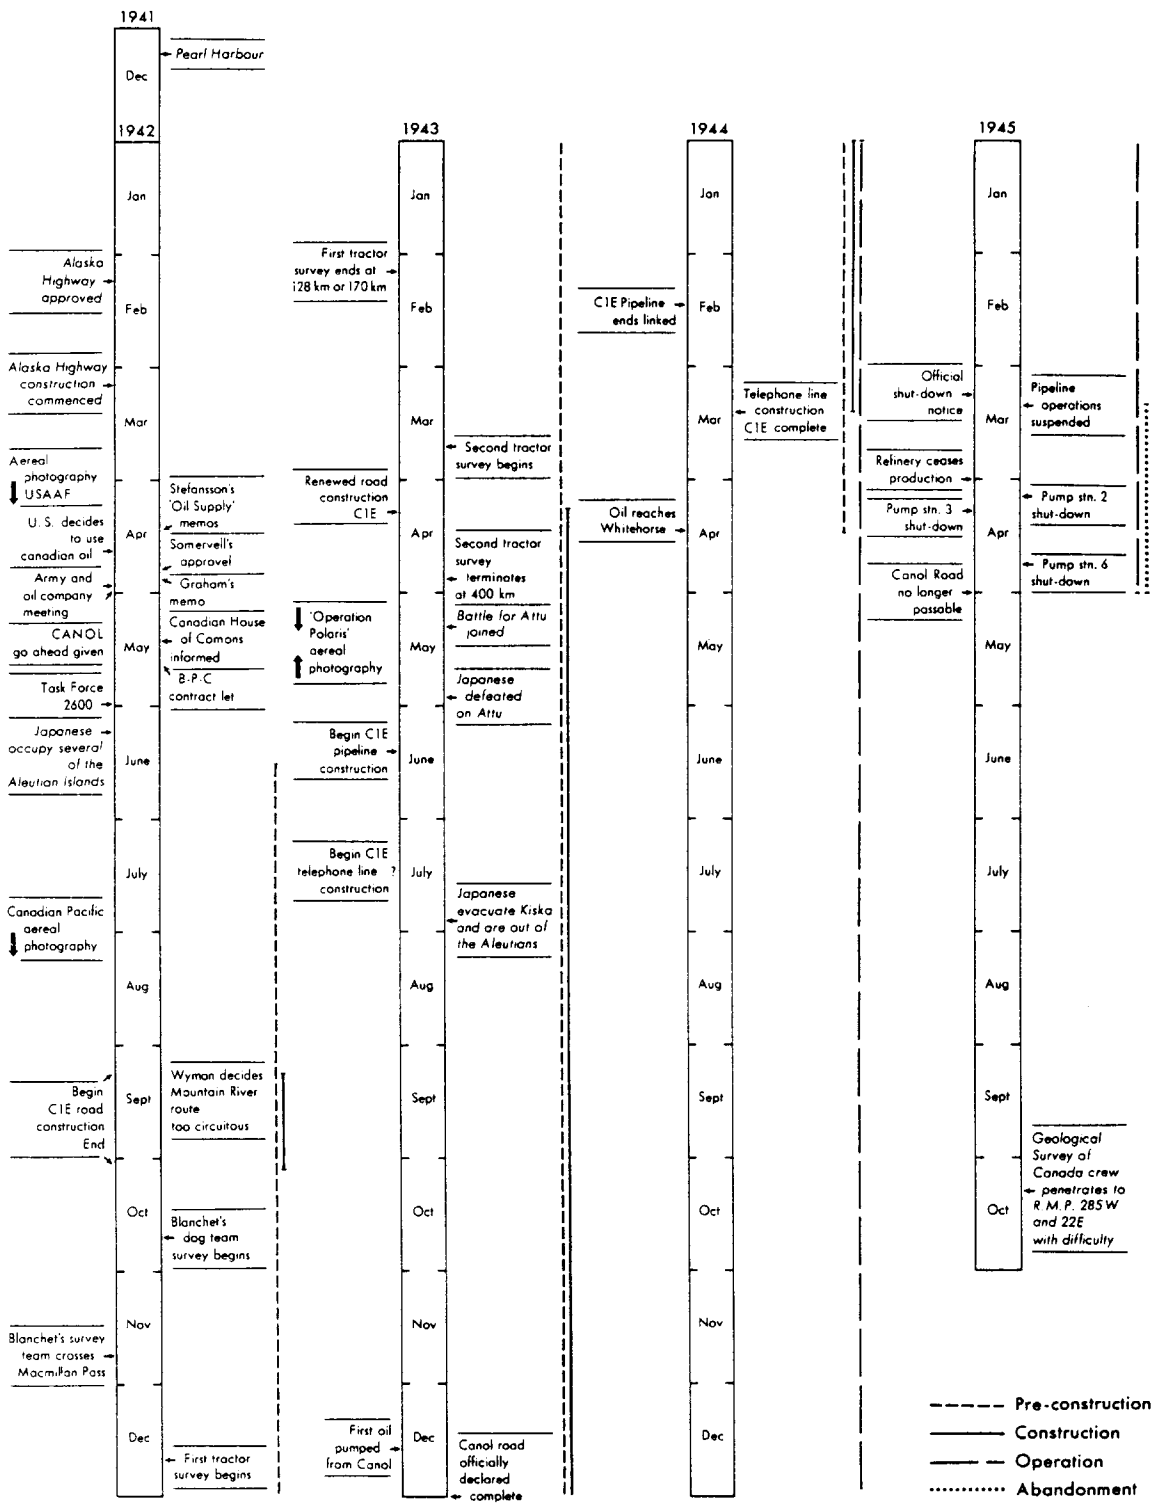 1941
Pearl Harbour
Dec
1942
Jan
Alaska
Highway
approved
Feb
Alaska Highway
construction
commenced
Mar
Aereal
photography
USAAF
Stefansson's
'Oil Supply'
memos
U.S. decides
to use
canadian oil
Apr
Somervell's
approvel
Army and
oil company
meeting
Graham's
memo
CANOL
go ahead given
May
Canadian House
of Comons
informed
B-P-C
contract let
Task Force
2600
Japanese
occupy several
of the
Aleutian Islands
June
July
Canadian Pacific
aereal
photography
Aug
Begin
C1E road
construction
End
Sept
Wyman decides
Mountain River
route
too circuitous
Oct
Blanchet's
dog team
survey begins
Nov
Blanchet's survey
team crosses
Macmillan Pass
Dec
First tractor
survey begins
1943
Jan
First tractor
survey ends at
128 km or 170 km
Feb
Mar
Second tractor
survey begins
Renewed road
construction
C1E
Apr
Second tractor
survey
terminates
at 400 km
'Operation
Polaris'
aereal
photography
May
Battle for Attu
joined
Japanese
defeated
on Attu
Begin C1E
pipeline
construction
June
Begin C1E
telephone line ?
construction
July
Japanese
evacuate Kiska
and are out of
the Aleutians
Aug
Sept
Oct
Nov
First oil
pumped
from Canol
Dec
Canol road
officially
declared
complete
1944
Jan
C1E Pipeline
ends linked
Feb
Mar
Telephone line
construction
C1E complete
Oil reaches
Whitehorse
Apr
May
June
July
Aug
Sept
Oct
Nov
Dec
1945
Jan
Feb
Official
shut-down
notice
Mar
Pipeline
operations
suspended
Refinery ceases
production
Pump stn. 2
shut-down
Pump stn. 3
shut-down
Apr
Pump stn. 6
shut-down
Canol Road
no longer
passable
May
June
July
Aug
Sept
Geological
Survey of
Canada crew
penetrates to
R.M.P. 285W
and 22E
with difficulty
Oct
Pre-construction
Construction
Operation
Abandonment